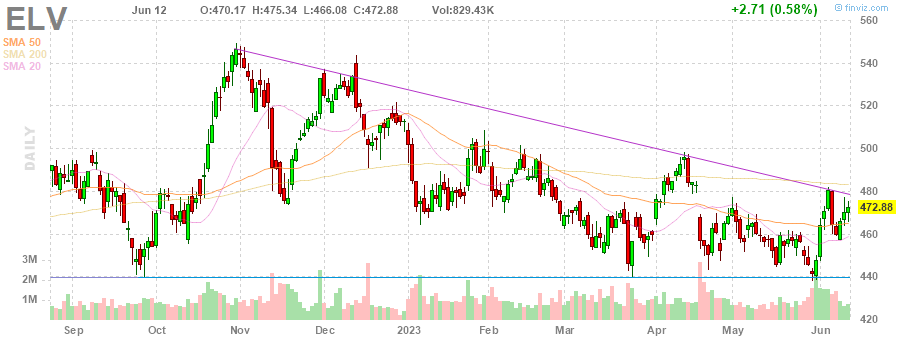 ELV Jun 12 O:470.17 H:475.34 L:466.08 C:472.88 Vol:829.43K +2.71 (0.58%) © finviz.com
SMA 50
SMA 200
SMA 20
DAILY
560
540
520
500
480
472.88
460
440
420
3M
2M
1M
Sep Oct Nov Dec 2023 Feb Mar Apr May Jun